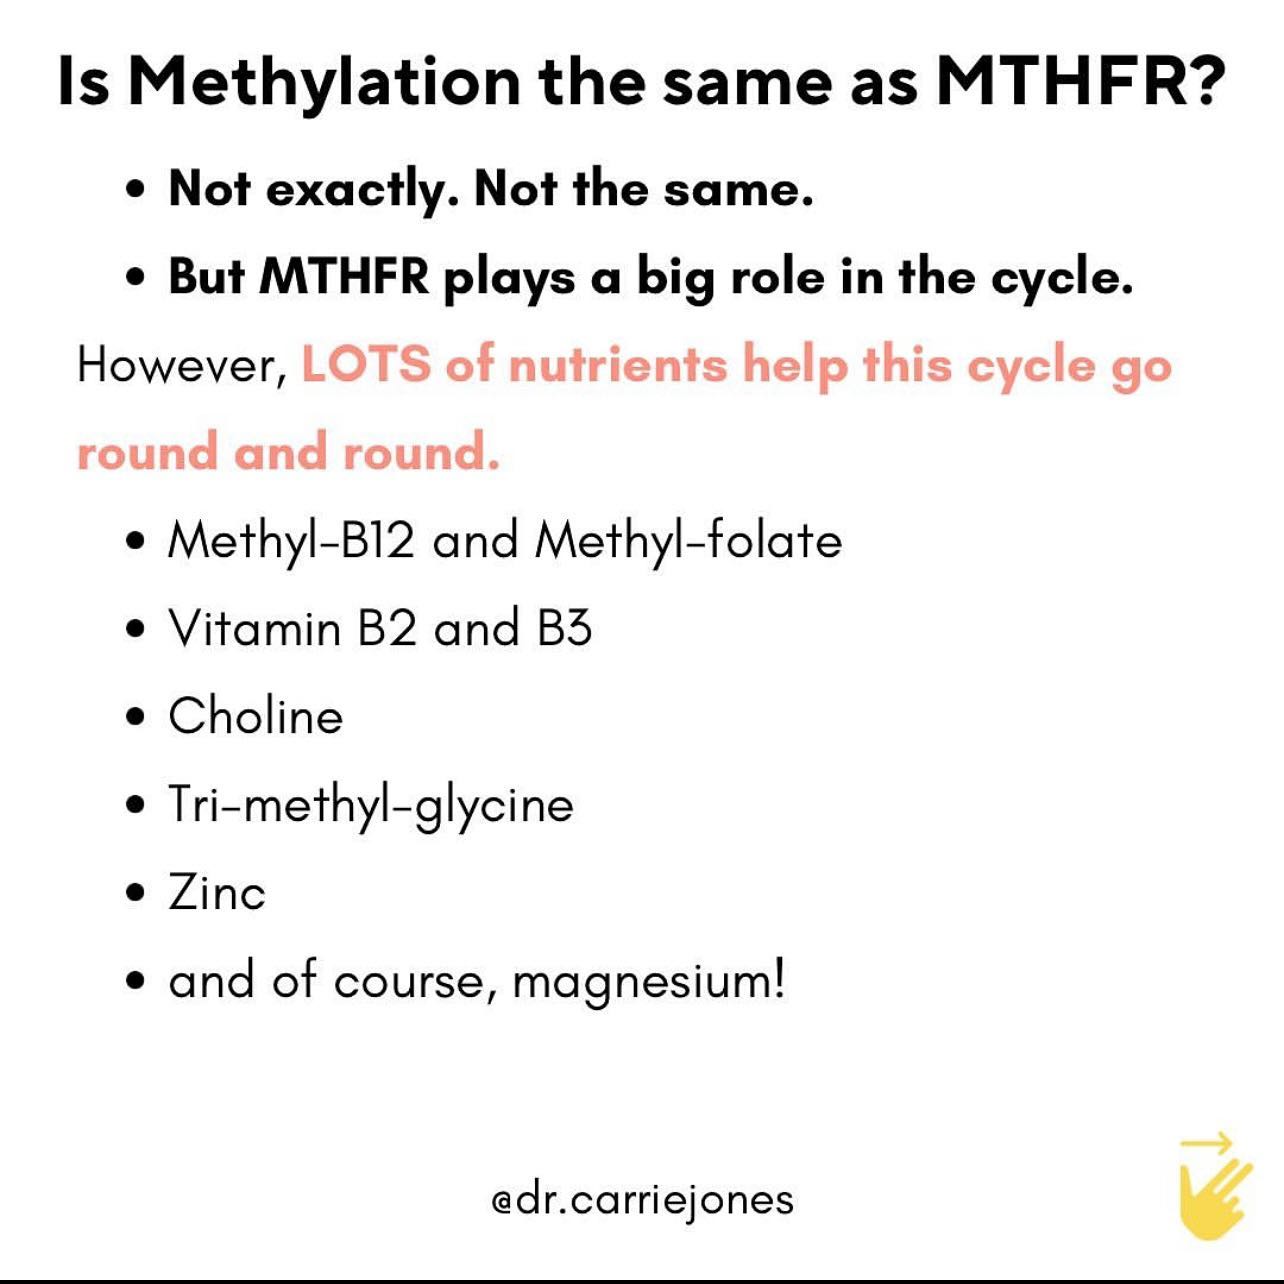 Is Methylation the same as MTHFR?
• Not exactly. Not the same.
• But MTHFR plays a big role in the cycle.
However, LOTS of nutrients help this cycle go
round and round.
• Methyl-B12 and Methyl-folate
• Vitamin B2 and B3
• Choline
• Tri-methyl-glycine
• Zinc
• and of course, magnesium!
@dr.carriejones